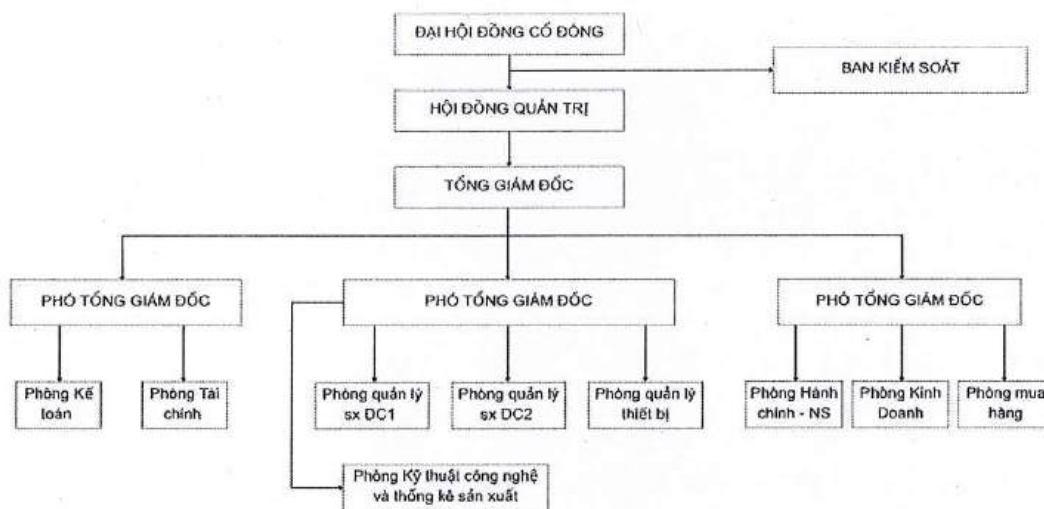 ĐẠI HỘI ĐỒNG CỔ ĐÔNG
BAN KIỂM SOÁT
HỘI ĐỒNG QUẢN TRỊ
TỔNG GIÁM ĐỐC
PHÓ TỔNG GIÁM ĐỐC
PHÓ TỔNG GIÁM ĐỐC
PHÓ TỔNG GIÁM ĐỐC
Phòng Kế
toán
Phòng Tài
chính
Phòng quản lý
sx ĐC1
Phòng quản lý
sx DC2
Phòng quản lý
thiết bị
Phòng Hành
chính - NS
Phòng Kinh
Doanh
Phòng mua
hàng
Phòng Kỹ thuật công nghệ
và thống kê sản xuất